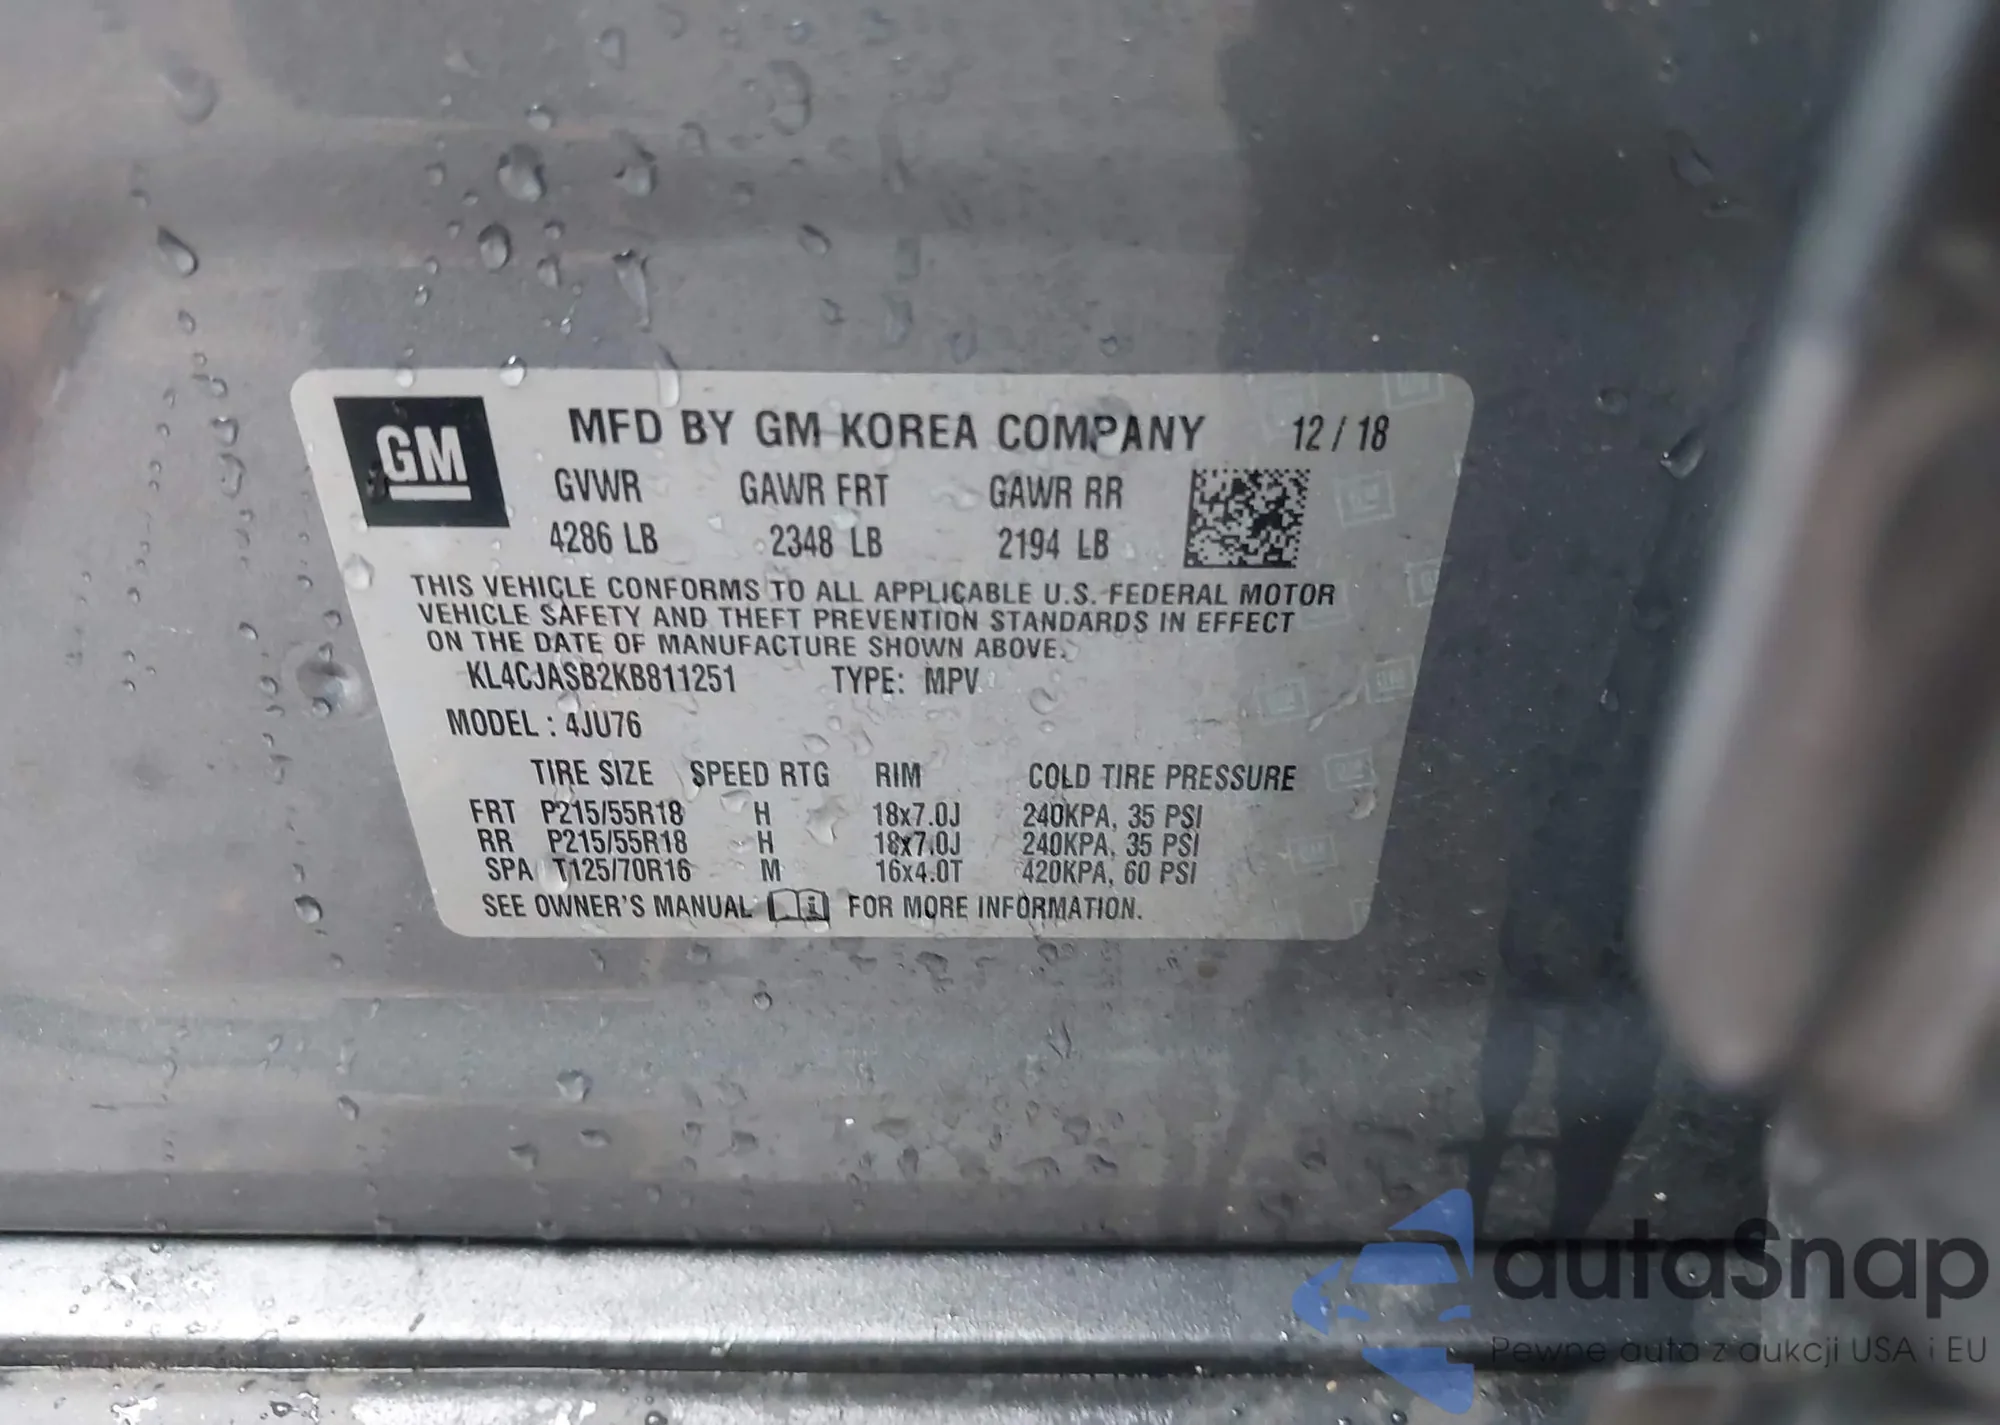 GM
MFD BY GM KOREA COMPANY 12 / 18
GVWR GAWR FRT GAWR RR
4286 LB 2348 LB 2194 LB
THIS VEHICLE CONFORMS TO ALL APPLICABLE U.S. FEDERAL MOTOR
VEHICLE SAFETY AND THEFT PREVENTION STANDARDS IN EFFECT
ON THE DATE OF MANUFACTURE SHOWN ABOVE.
KL4CJASB2KB811251 TYPE: MPV
MODEL : 4JU76
TIRE SIZE SPEED RTG RIM COLD TIRE PRESSURE
FRT P215/55R18 H 18x7.0J 240KPA, 35 PSI
RR P215/55R18 H 18x7.0J 240KPA, 35 PSI
SPA T125/70R16 M 16x4.0T 420KPA, 60 PSI
SEE OWNER'S MANUAL FOR MORE INFORMATION.
autaSnap
Pewne auta z aukcji USA i EU